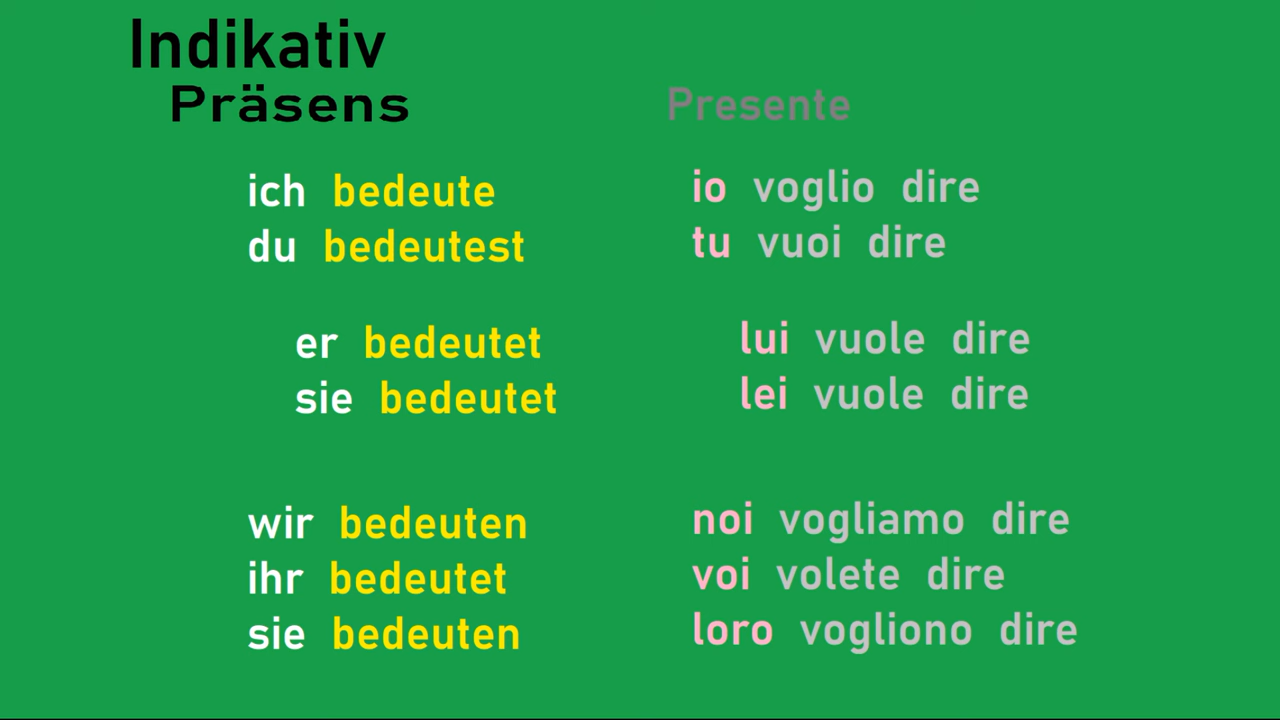 Indikativ
Präsens
Presente
ich bedeute
io voglio dire
du bedeutest
tu vuoi dire
er bedeutet
lui vuole dire
sie bedeutet
lei vuole dire
wir bedeuten
noi vogliamo dire
ihr bedeutet
voi volete dire
sie bedeuten
loro vogliono dire